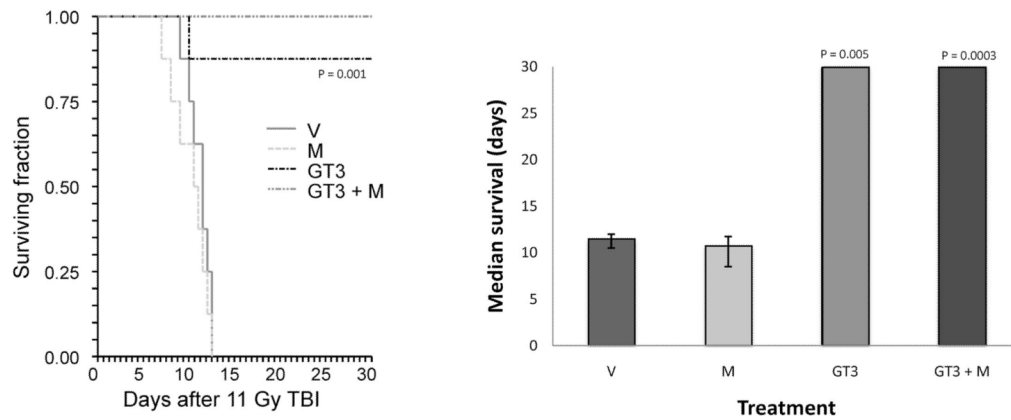 Surviving fraction
1.00
0.75
0.50
0.25
0.00
P = 0.001
V
M
GT3
GT3 + M
0 5 10 15 20 25 30
Days after 11 Gy TBI
Median survival (days)
30
25
20
15
10
5
0
P = 0.005
P = 0.0003
V M GT3 GT3 + M
Treatment